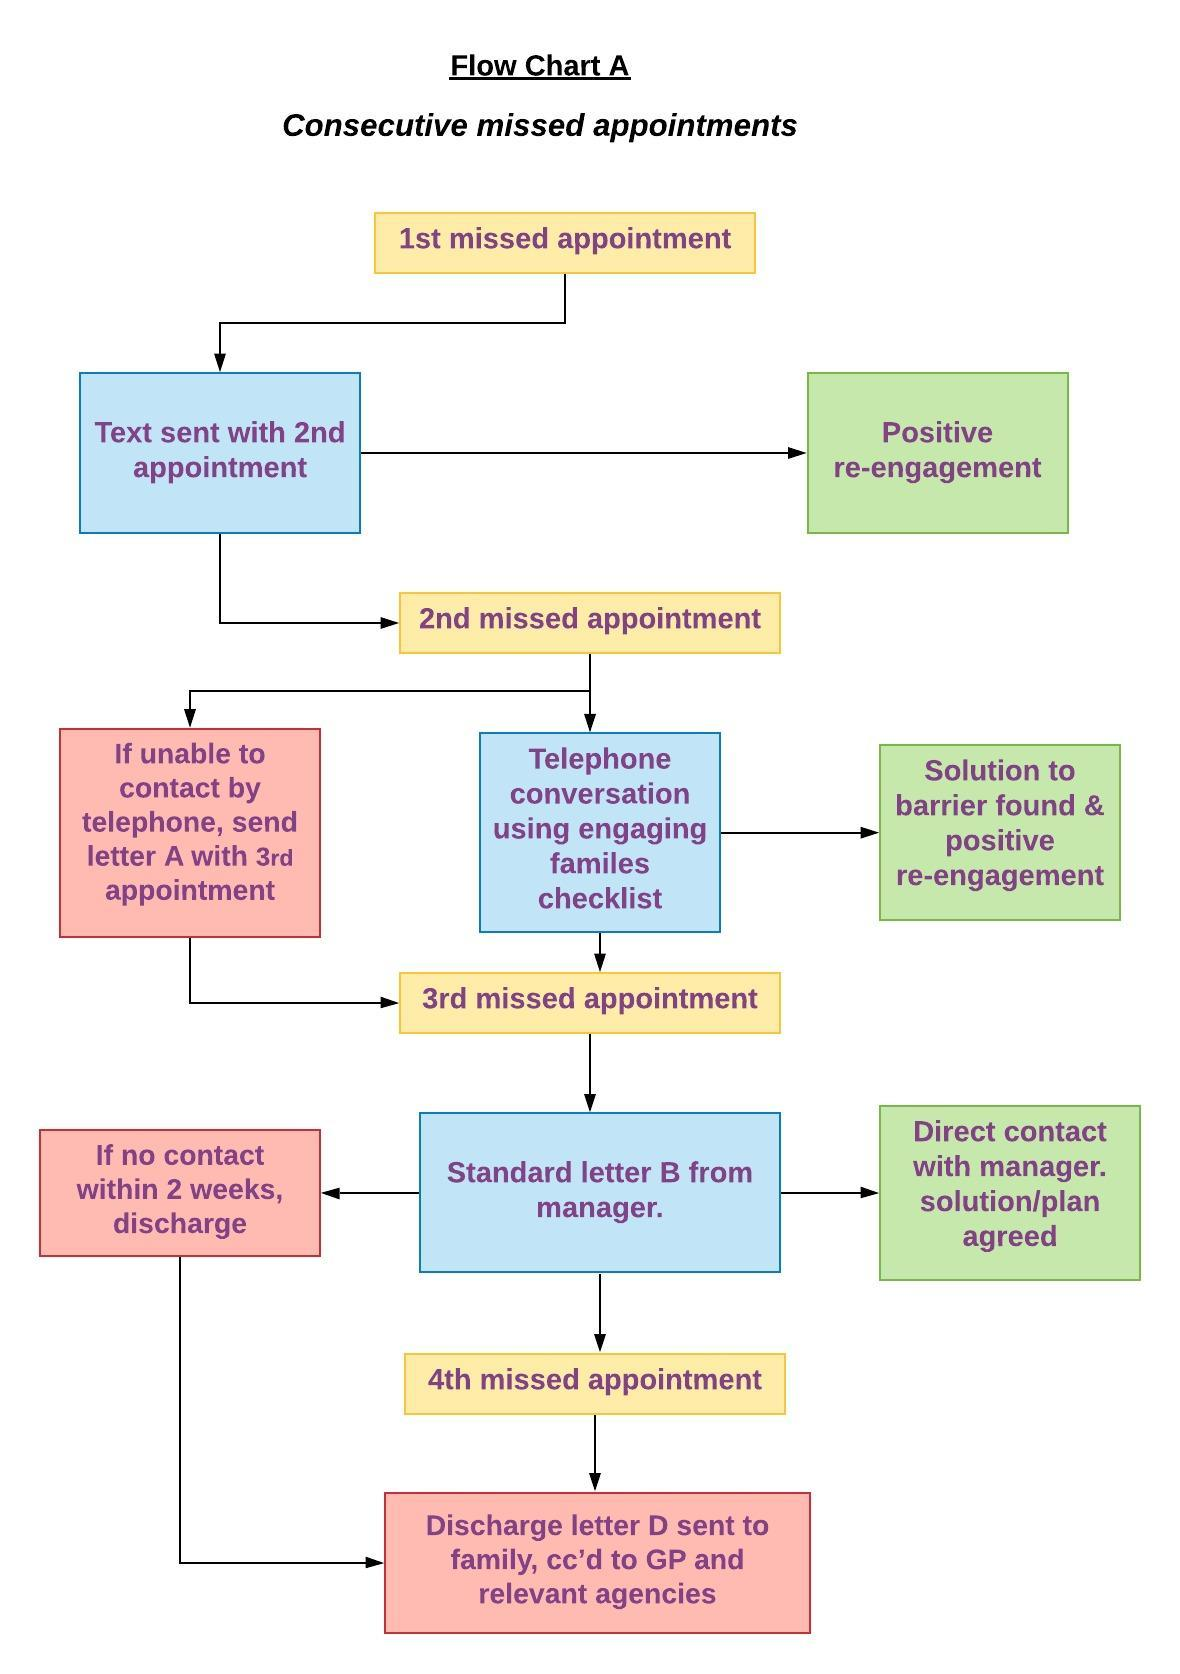 Flow Chart A
Consecutive missed appointments
1st missed appointment
Text sent with 2nd
appointment
Positive
re-engagement
2nd missed appointment
If unable to
contact by
telephone, send
letter A with 3rd
appointment
Telephone
conversation
using engaging
familes
checklist
Solution to
barrier found &
positive
re-engagement
3rd missed appointment
If no contact
within 2 weeks,
discharge
Standard letter B from
manager.
Direct contact
with manager.
solution/plan
agreed
4th missed appointment
Discharge letter D sent to
family, cc’d to GP and
relevant agencies